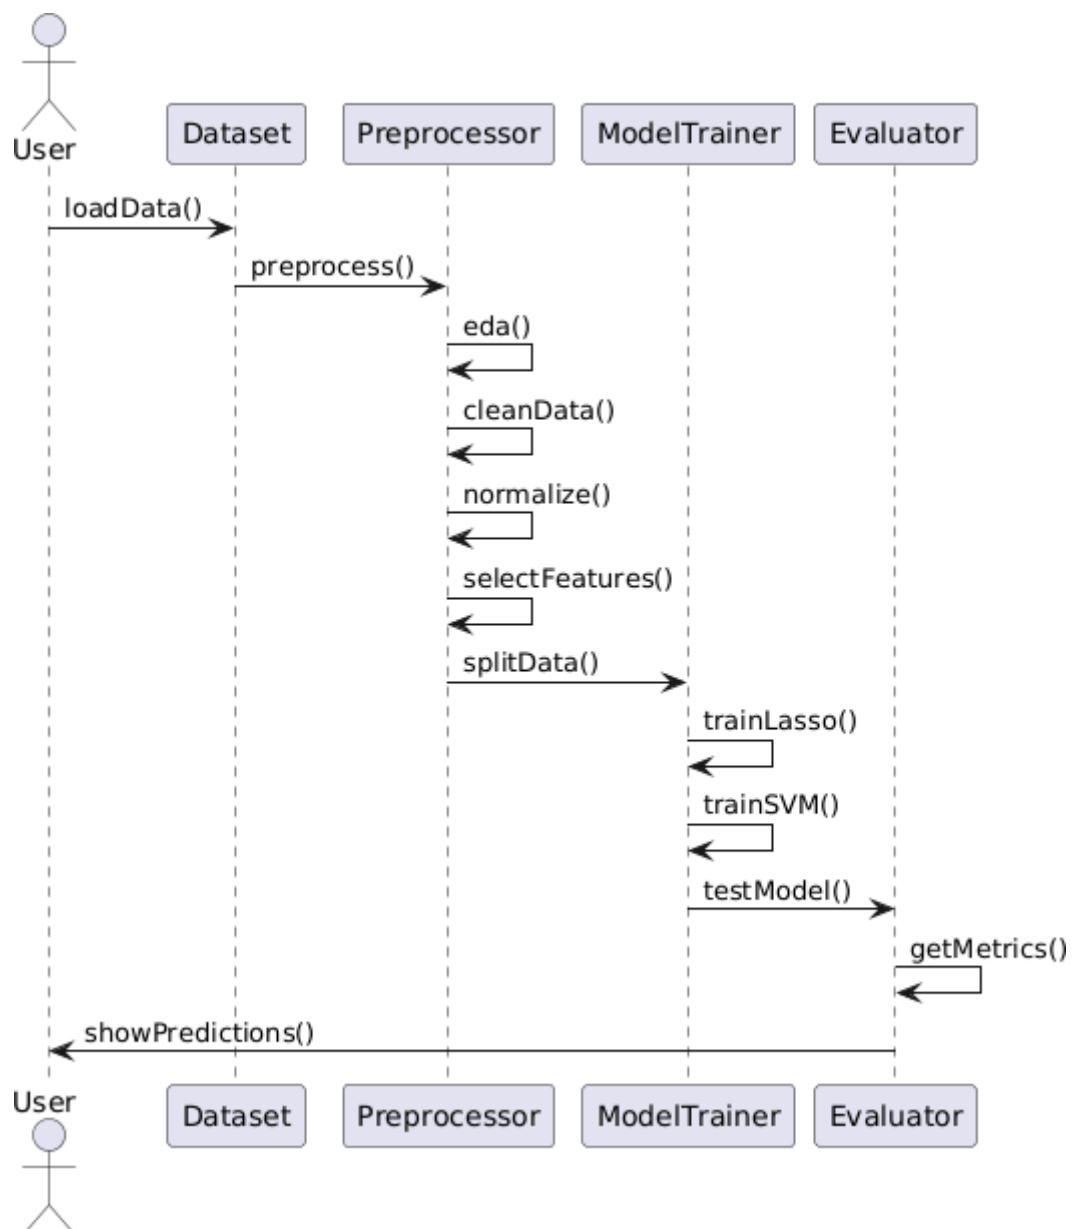 User
Dataset
Preprocessor
ModelTrainer
Evaluator
loadData()
preprocess()
eda()
cleanData()
normalize()
selectFeatures()
splitData()
trainLasso()
trainSVM()
testModel()
getMetrics()
showPredictions()
User
Dataset
Preprocessor
ModelTrainer
Evaluator